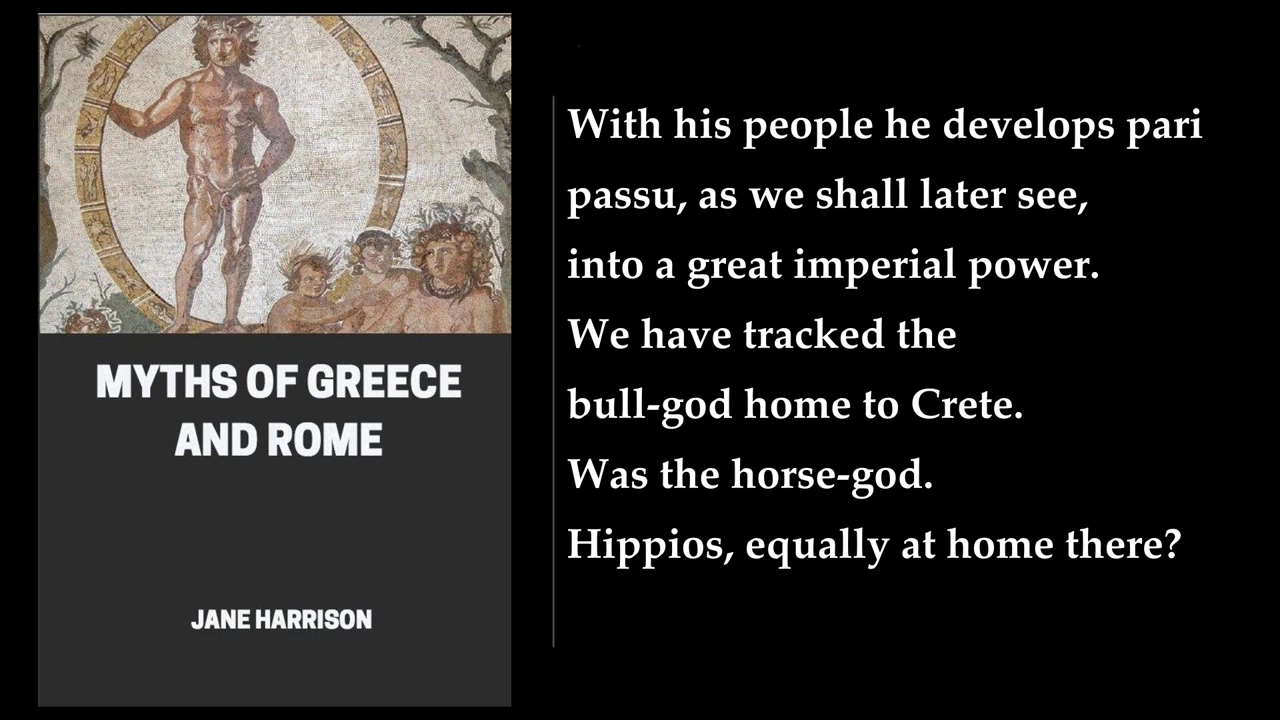 MYTHS OF GREECE
AND ROME
JANE HARRISON
With his people he develops pari
passu, as we shall later see,
into a great imperial power.
We have tracked the
bull-god home to Crete.
Was the horse-god.
Hippios, equally at home there?